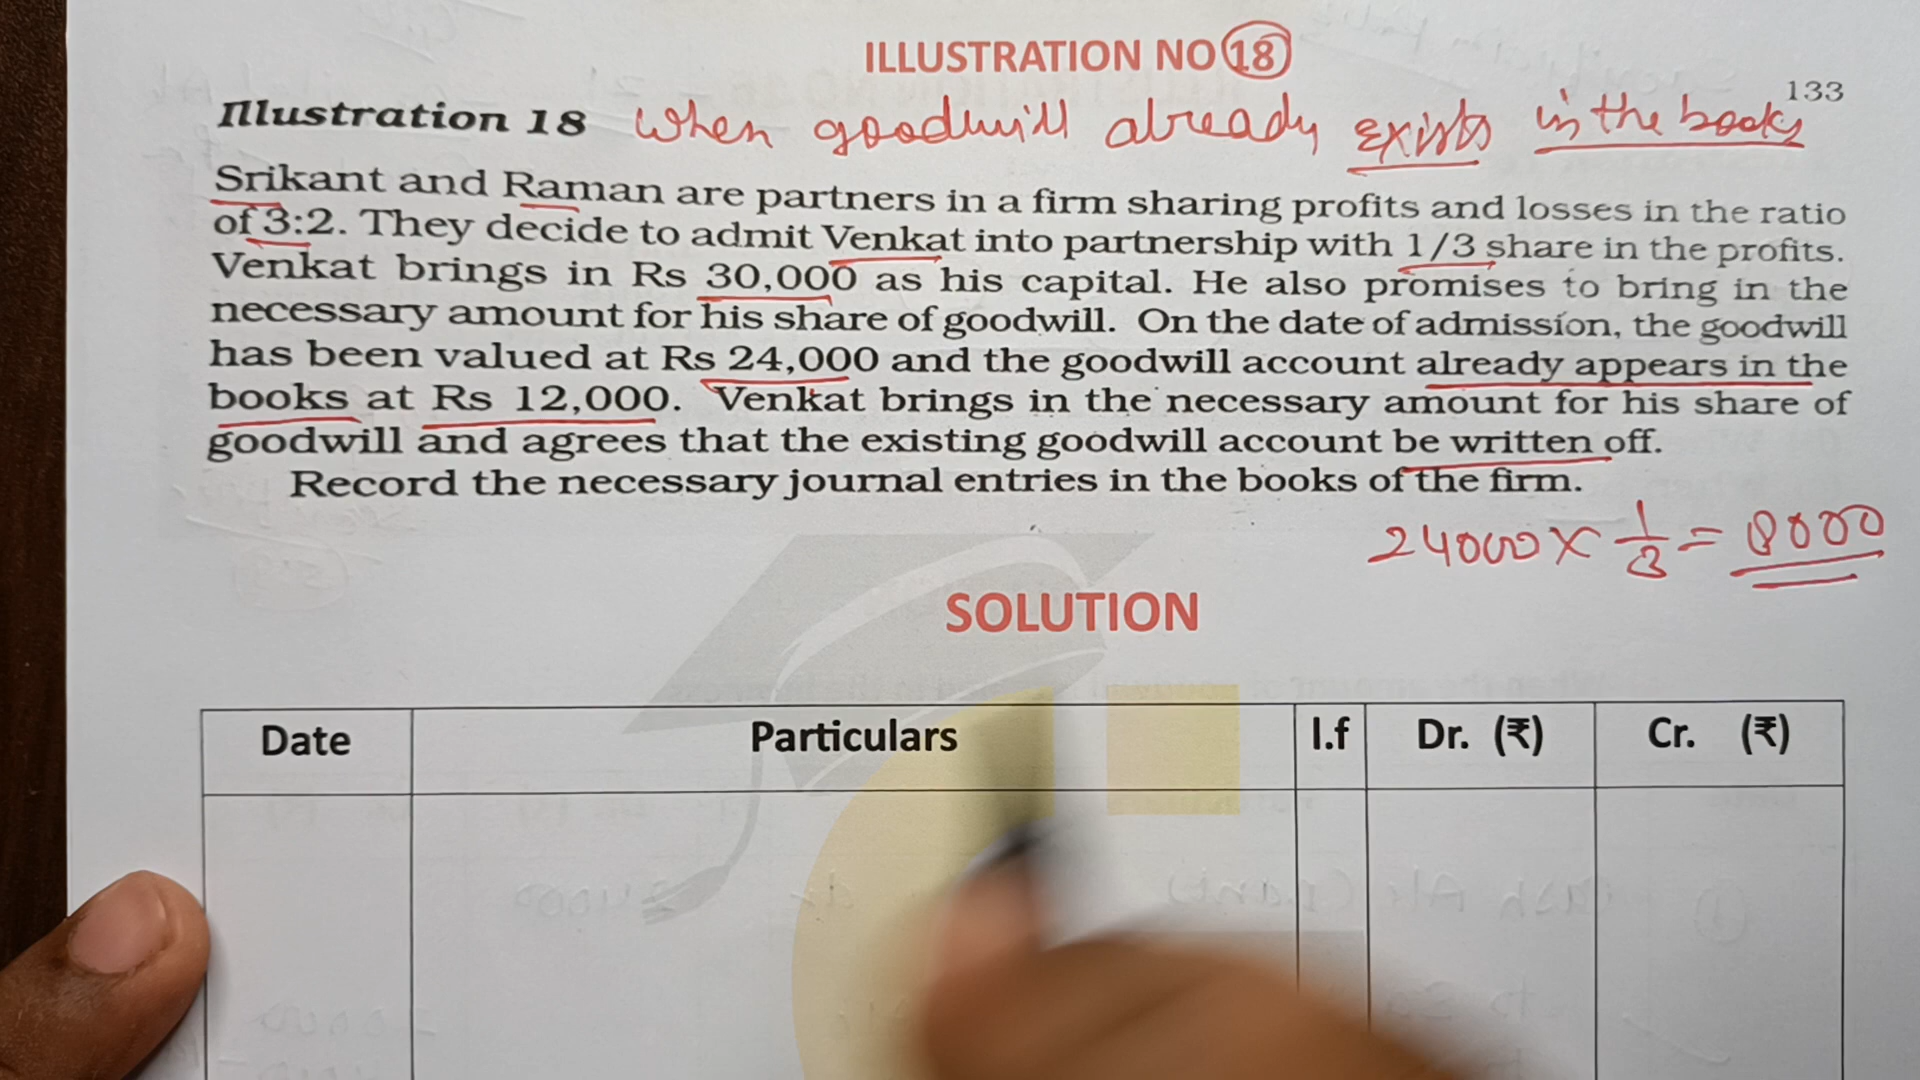 ILLUSTRATION NO 18
133
Illustration 18 When goodwill already exists in the books
Srikant and Raman are partners in a firm sharing profits and losses in the ratio
of 3:2. They decide to admit Venkat into partnership with 1/3 share in the profits.
Venkat brings in Rs 30,000 as his capital. He also promises to bring in the
necessary amount for his share of goodwill. On the date of admission, the goodwill
has been valued at Rs 24,000 and the goodwill account already appears in the
books at Rs 12,000. Venkat brings in the necessary amount for his share of
goodwill and agrees that the existing goodwill account be written off.
Record the necessary journal entries in the books of the firm.
24000 × 1/3 = 8000
SOLUTION
Date Particulars l.f Dr. (₹) Cr. (₹)